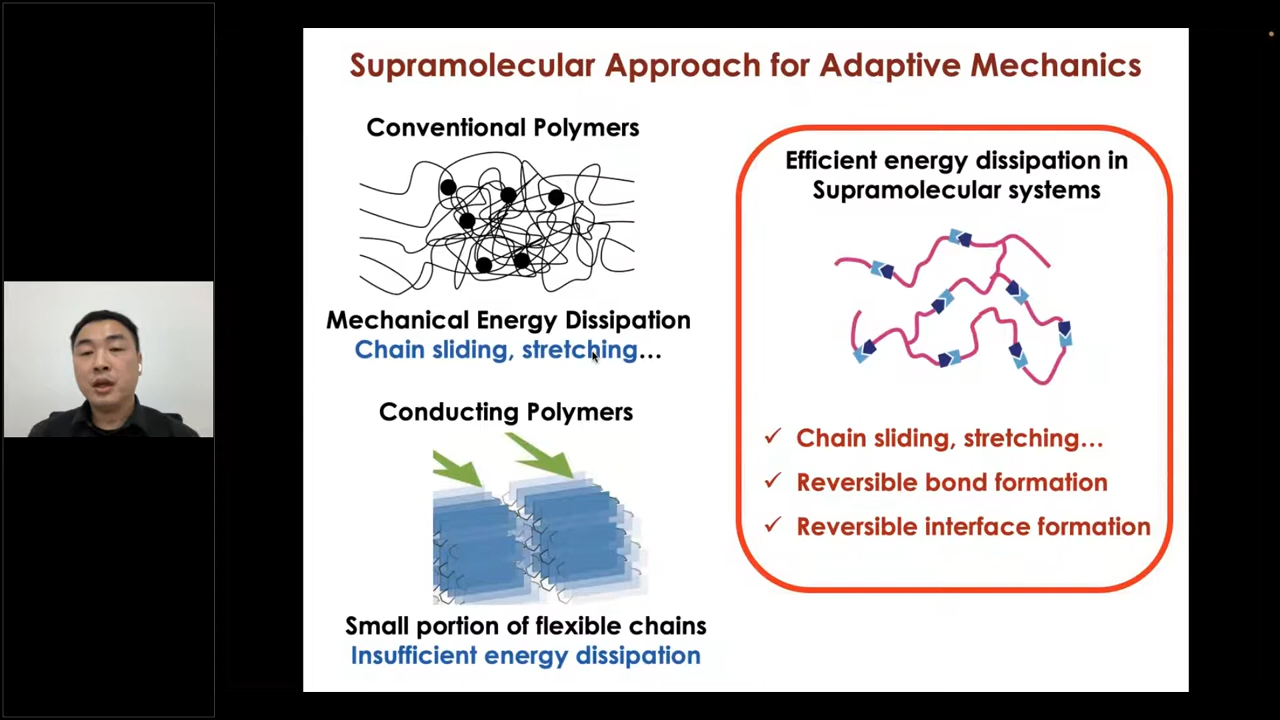 Supramolecular Approach for Adaptive Mechanics
Conventional Polymers
Mechanical Energy Dissipation
Chain sliding, stretching…
Conducting Polymers
Small portion of flexible chains
Insufficient energy dissipation
Efficient energy dissipation in
Supramolecular systems
✓ Chain sliding, stretching…
✓ Reversible bond formation
✓ Reversible interface formation